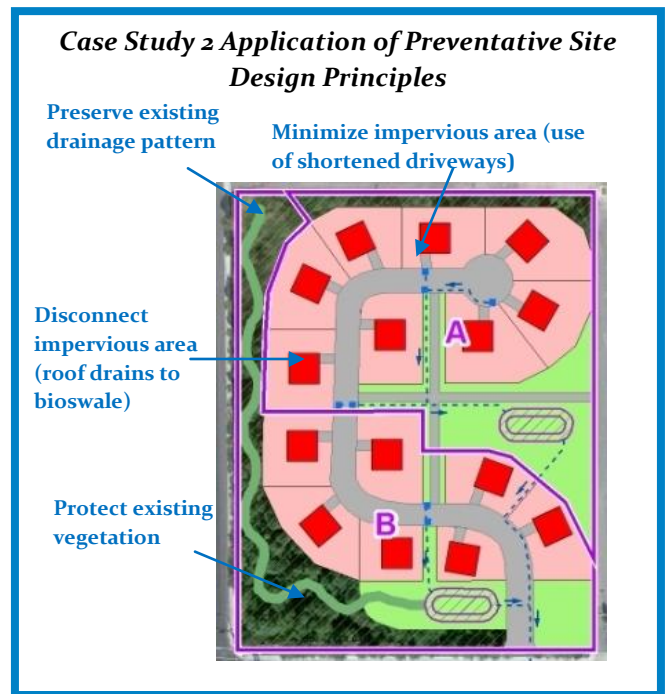 Case Study 2 Application of Preventative Site
Design Principles
Preserve existing
drainage pattern
Minimize impervious area (use
of shortened driveways)
Disconnect
impervious area
(roof drains to
bioswale)
A
Protect existing
vegetation
B